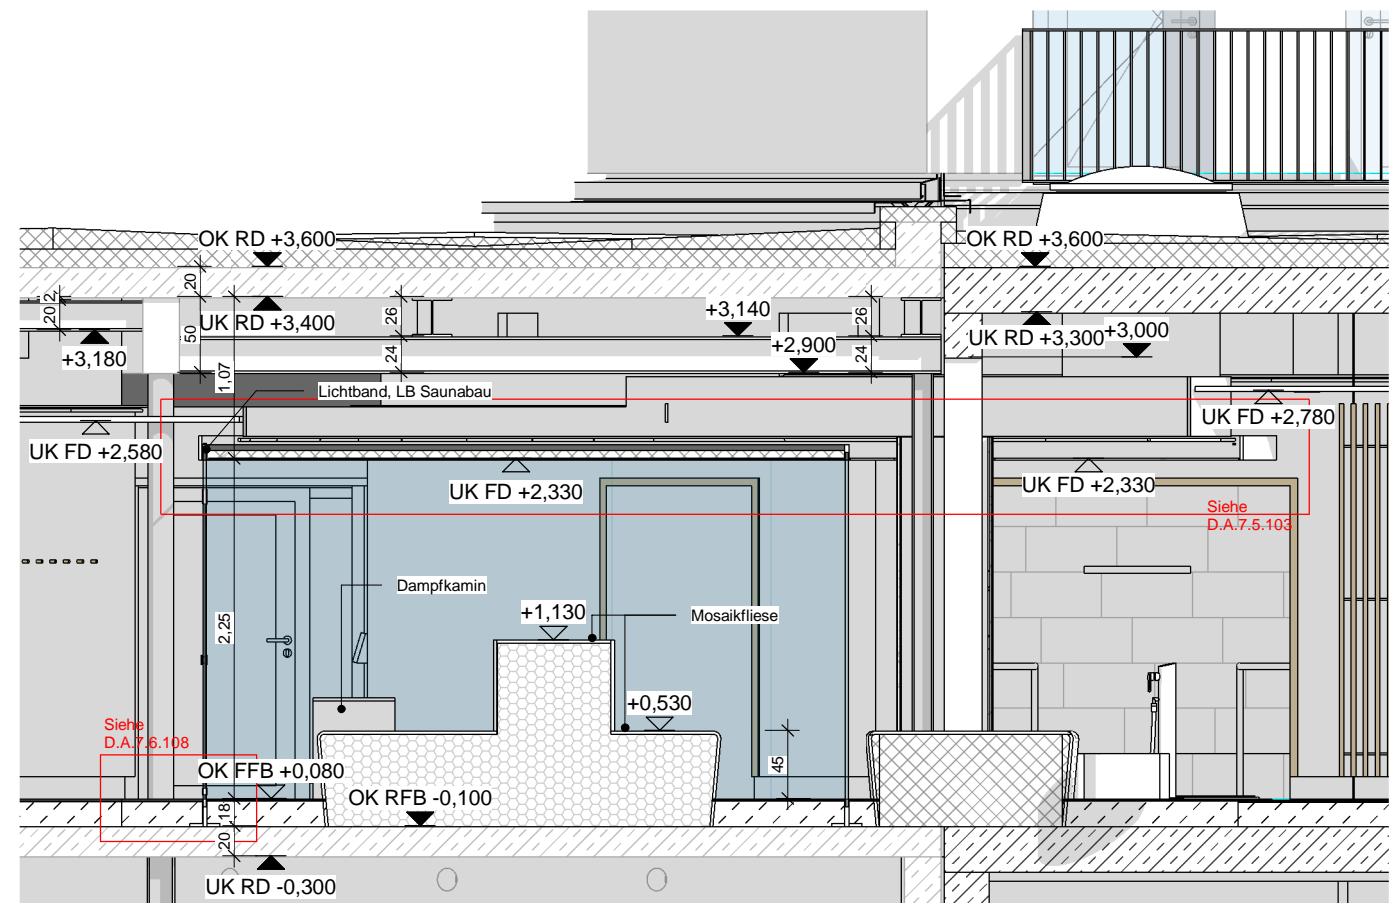 OK RD +3,600
OK RD +3,600
20
20
2
UK RD +3,400
50
26
+3,140
26
UK RD +3,300
+3,000
+3,180
24
+2,900
24
1,07
Lichtband, LB Saunabau
UK FD +2,780
UK FD +2,580
UK FD +2,330
UK FD +2,330
Siehe
D.A.7.5.103
Dampfkamin
+1,130
Mosaikfliese
2,25
+0,530
Siehe
D.A.7.6.108
45
OK FFB +0,080
OK RFB -0,100
18
20
UK RD -0,300